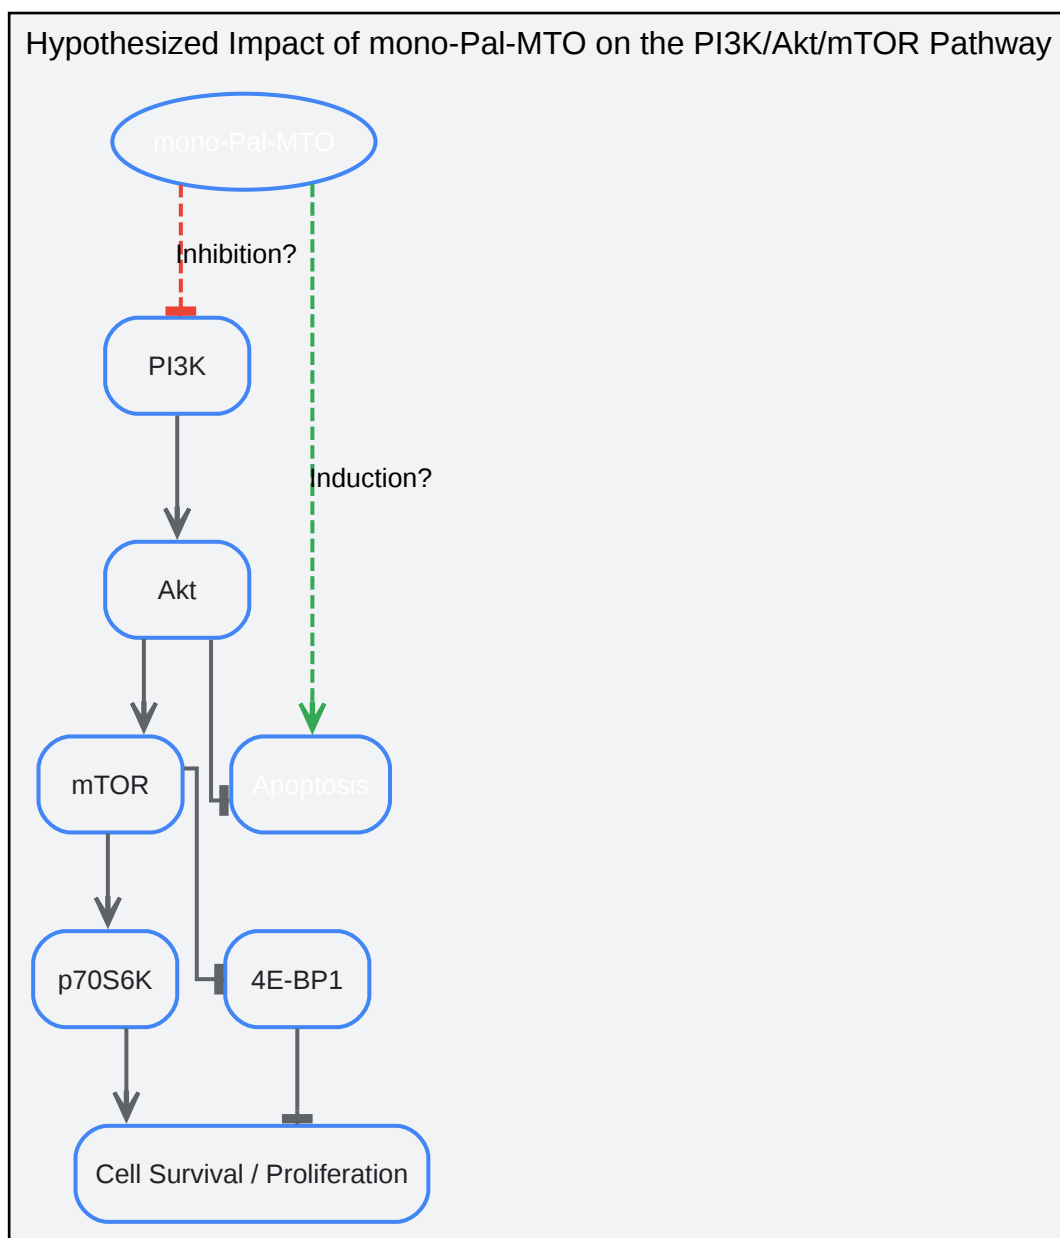 Hypothesized Impact of mono-Pal-MTO on the PI3K/Akt/mTOR Pathway
mono-Pal-MTO
Inhibition?
PI3K
Induction?
Akt
mTOR
Apoptosis
p70S6K
4E-BP1
Cell Survival / Proliferation